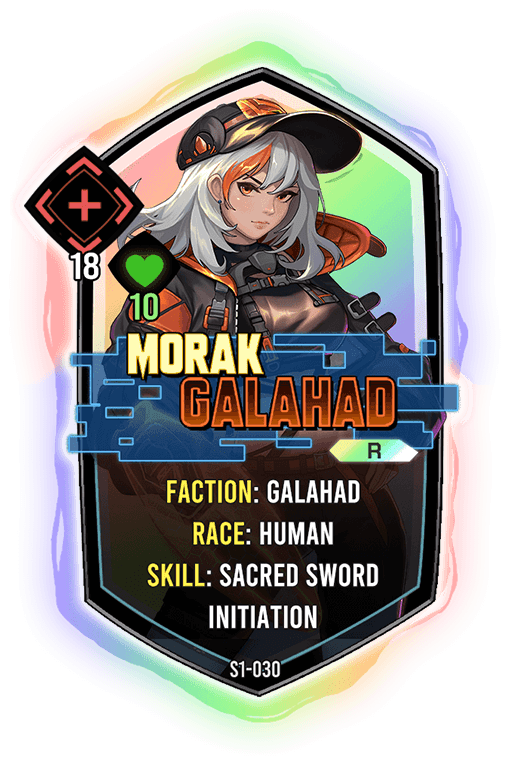 18
10
MORAK
GALAHAD
R
FACTION: GALAHAD
RACE: HUMAN
SKILL: SACRED SWORD
INITIATION
S1-030